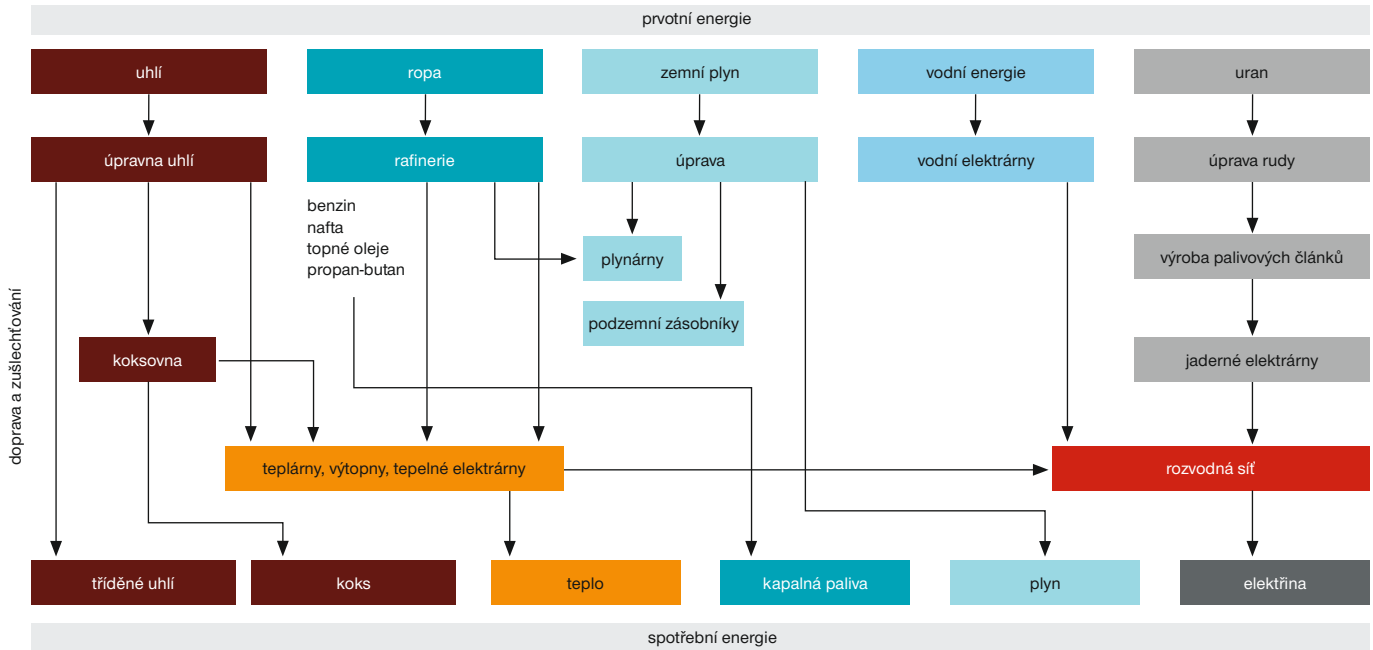 prvotní energie
uhlí
ropa
zemní plyn
vodní energie
uran
úpravna uhlí
rafinerie
úprava
vodní elektrárny
úprava rudy
benzin
nafta
topné oleje
propan-butan
plynárny
výroba palivových článků
podzemní zásobníky
doprava a zušlechťování
koksovna
jaderné elektrárny
teplárny, výtopny, tepelné elektrárny
rozvodná síť
tříděné uhlí
koks
teplo
kapalná paliva
plyn
elektřina
spotřební energie